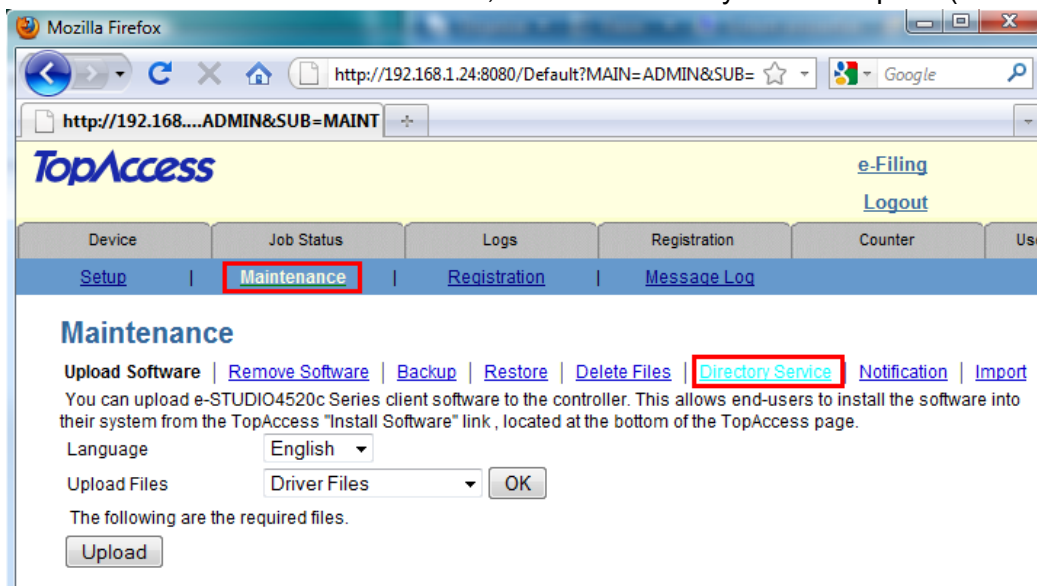 Mozilla Firefox
http://192.168.1.24:8080/Default?MAIN=ADMIN&SUB= Google
http://192.168....ADMIN&SUB=MAINT
TopAccess
e-Filing
Logout
Device Job Status Logs Registration Counter Us
Setup | Maintenance | Registration | Message Log
Maintenance
Upload Software | Remove Software | Backup | Restore | Delete Files | Directory Service | Notification | Import
You can upload e-STUDIO4520c Series client software to the controller. This allows end-users to install the software into
their system from the TopAccess "Install Software" link , located at the bottom of the TopAccess page.
Language English
Upload Files Driver Files OK
The following are the required files.
Upload